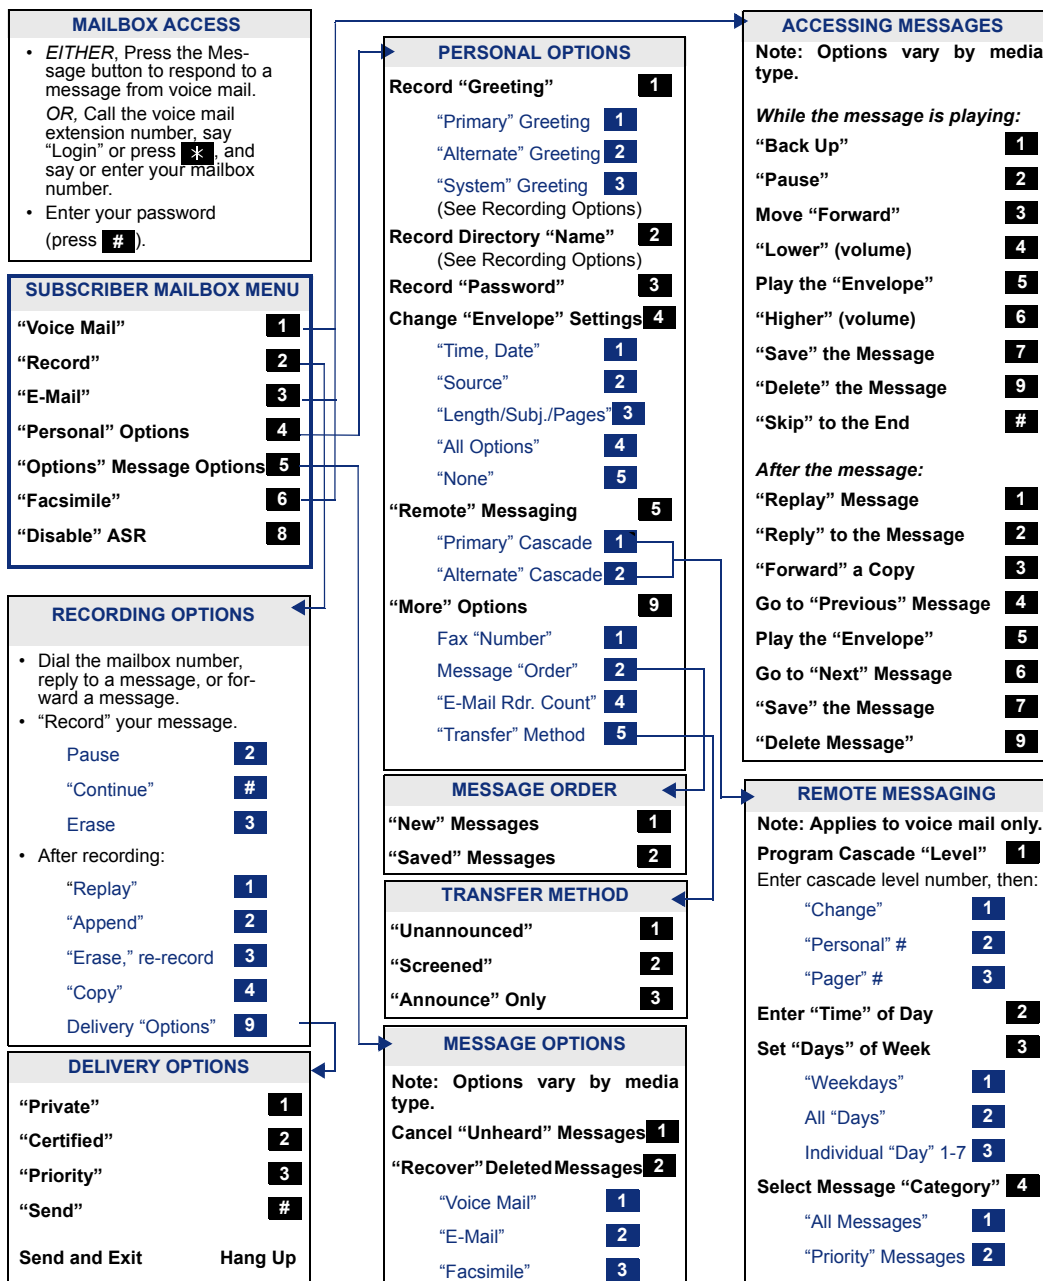 MAILBOX ACCESS
• EITHER, Press the Mes-
sage button to respond to a
message from voice mail.
OR, Call the voice mail
extension number, say
“Login” or press *, and
say or enter your mailbox
number.
• Enter your password
(press # ).
SUBSCRIBER MAILBOX MENU
“Voice Mail” 1
“Record” 2
“E-Mail” 3
“Personal” Options 4
“Options” Message Options 5
“Facsimile” 6
“Disable” ASR 8
RECORDING OPTIONS
• Dial the mailbox number,
reply to a message, or for-
ward a message.
• “Record” your message.
Pause 2
“Continue” #
Erase 3
• After recording:
“Replay” 1
“Append” 2
“Erase,” re-record 3
“Copy” 4
Delivery “Options” 9
DELIVERY OPTIONS
“Private” 1
“Certified” 2
“Priority” 3
“Send” #
Send and Exit Hang Up
PERSONAL OPTIONS
Record “Greeting” 1
“Primary” Greeting 1
“Alternate” Greeting 2
“System” Greeting 3
(See Recording Options)
Record Directory “Name” 2
(See Recording Options)
Record “Password” 3
Change “Envelope” Settings 4
“Time, Date” 1
“Source” 2
“Length/Subj./Pages” 3
“All Options” 4
“None” 5
“Remote” Messaging 5
“Primary” Cascade 1
“Alternate” Cascade 2
“More” Options 9
Fax “Number” 1
Message “Order” 2
“E-Mail Rdr. Count” 4
“Transfer” Method 5
MESSAGE ORDER
“New” Messages 1
“Saved” Messages 2
TRANSFER METHOD
“Unannounced” 1
“Screened” 2
“Announce” Only 3
MESSAGE OPTIONS
Note: Options vary by media
type.
Cancel “Unheard” Messages 1
“Recover” Deleted Messages 2
“Voice Mail” 1
“E-Mail” 2
“Facsimile” 3
ACCESSING MESSAGES
Note: Options vary by media
type.
While the message is playing:
“Back Up” 1
“Pause” 2
Move “Forward” 3
“Lower” (volume) 4
Play the “Envelope” 5
“Higher” (volume) 6
“Save” the Message 7
“Delete” the Message 9
“Skip” to the End #
After the message:
“Replay” Message 1
“Reply” to the Message 2
“Forward” a Copy 3
Go to “Previous” Message 4
Play the “Envelope” 5
Go to “Next” Message 6
“Save” the Message 7
“Delete Message” 9
REMOTE MESSAGING
Note: Applies to voice mail only.
Program Cascade “Level” 1
Enter cascade level number, then:
“Change” 1
“Personal” # 2
“Pager” # 3
Enter “Time” of Day 2
Set “Days” of Week 3
“Weekdays” 1
All “Days” 2
Individual “Day” 1-7 3
Select Message “Category” 4
“All Messages” 1
“Priority” Messages 2